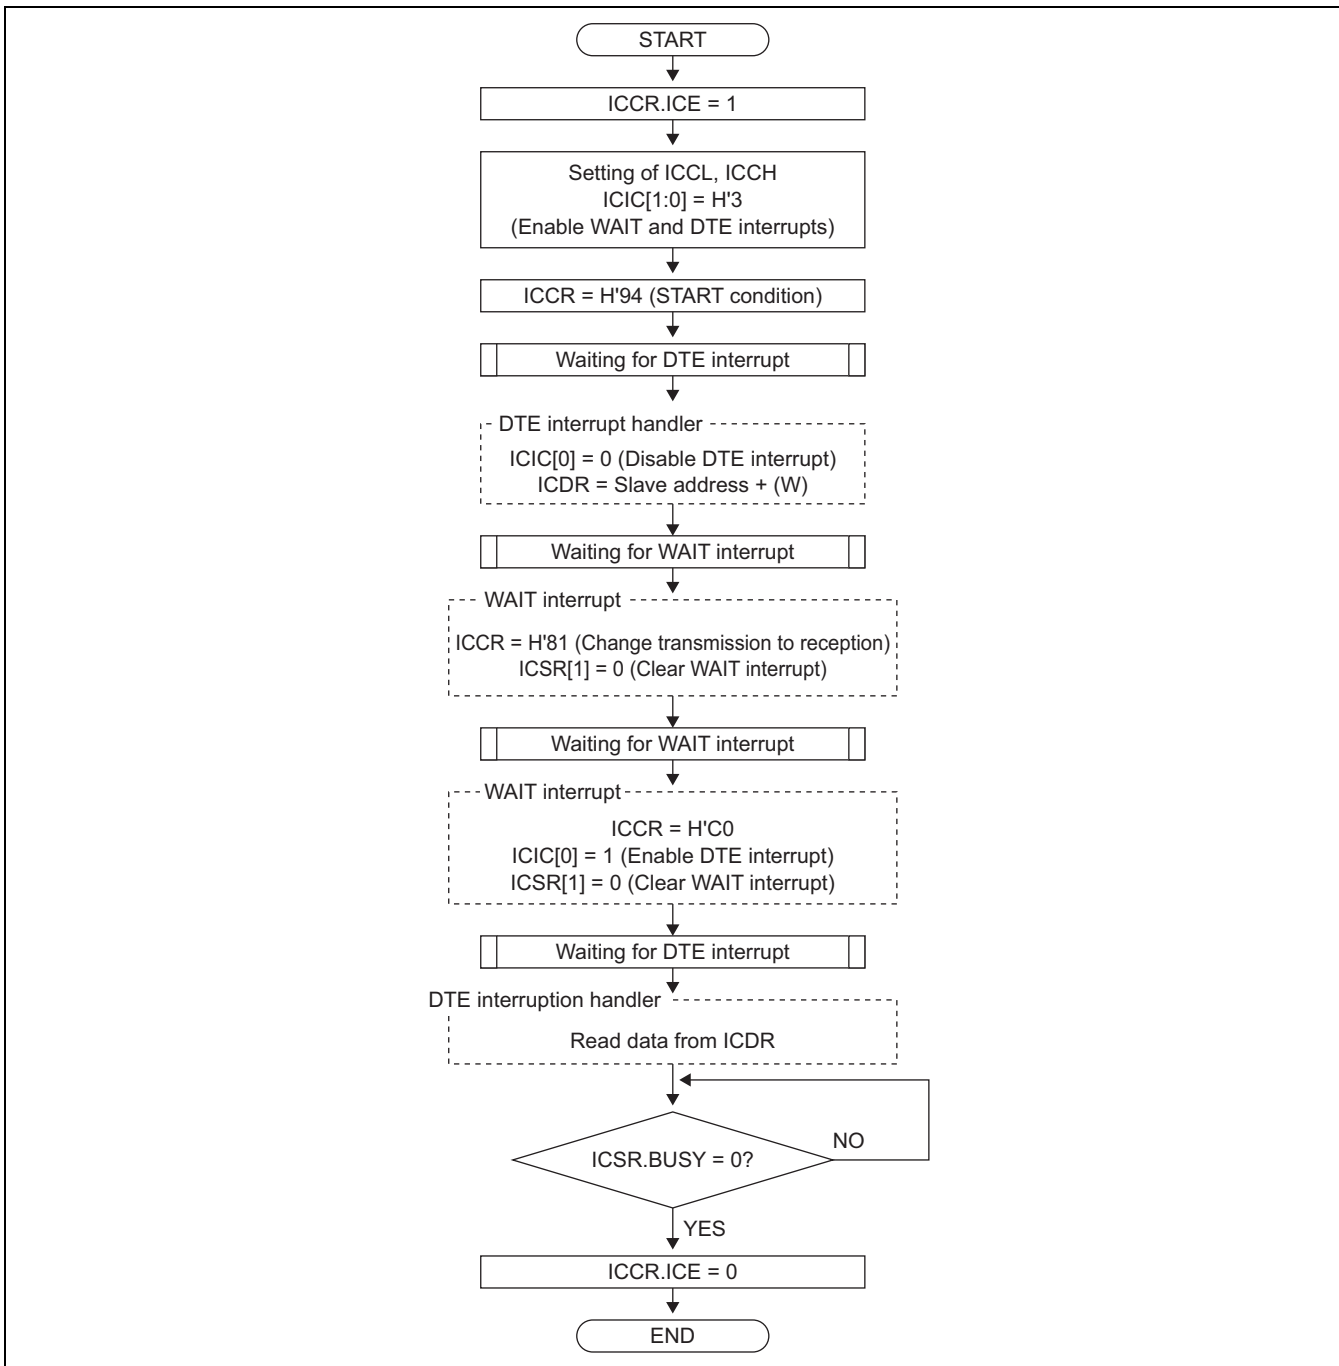 START
ICCR.ICE = 1
Setting of ICCL, ICCH
ICIC[1:0] = H'3
(Enable WAIT and DTE interrupts)
ICCR = H'94 (START condition)
Waiting for DTE interrupt
DTE interrupt handler
ICIC[0] = 0 (Disable DTE interrupt)
ICDR = Slave address + (W)
Waiting for WAIT interrupt
WAIT interrupt
ICCR = H'81 (Change transmission to reception)
ICSR[1] = 0 (Clear WAIT interrupt)
Waiting for WAIT interrupt
WAIT interrupt
ICCR = H'C0
ICIC[0] = 1 (Enable DTE interrupt)
ICSR[1] = 0 (Clear WAIT interrupt)
Waiting for DTE interrupt
DTE interruption handler
Read data from ICDR
ICSR.BUSY = 0?
NO
YES
ICCR.ICE = 0
END